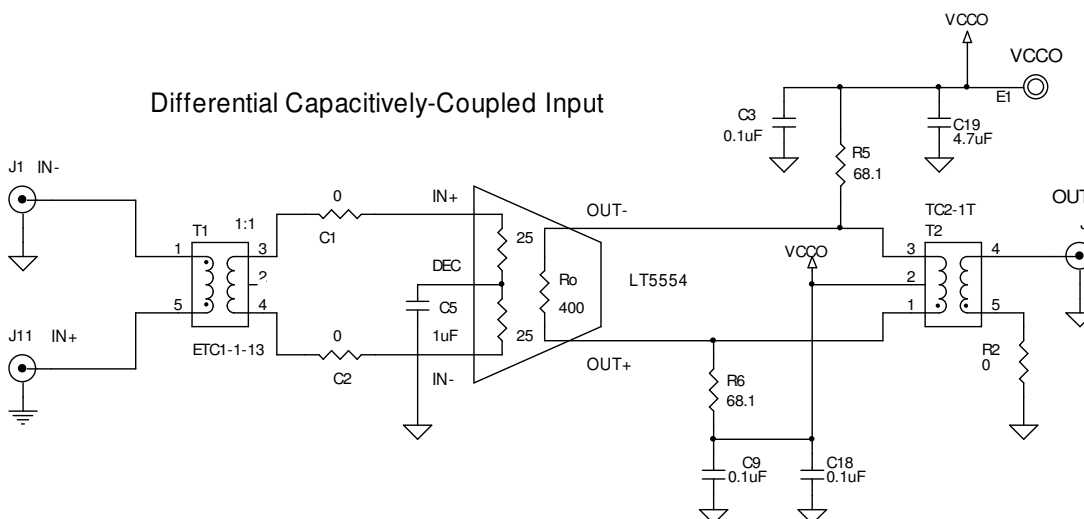 VCCO
VCCO
E1
C3
0.1uF
C19
4.7uF
R5
68.1
Differential Capacitively-Coupled Input
J1 IN-
0
C1
IN+
OUT-
TC2-1T
T2
OUT
J
T1
1:1
1
3
2
5
4
ETC1-1-13
25
DEC
C5
1uF
25
Ro
400
LT5554
VCCO
3
2
1
4
5
J11 IN+
0
C2
IN-
OUT+
R2
0
R6
68.1
C9
0.1uF
C18
0.1uF